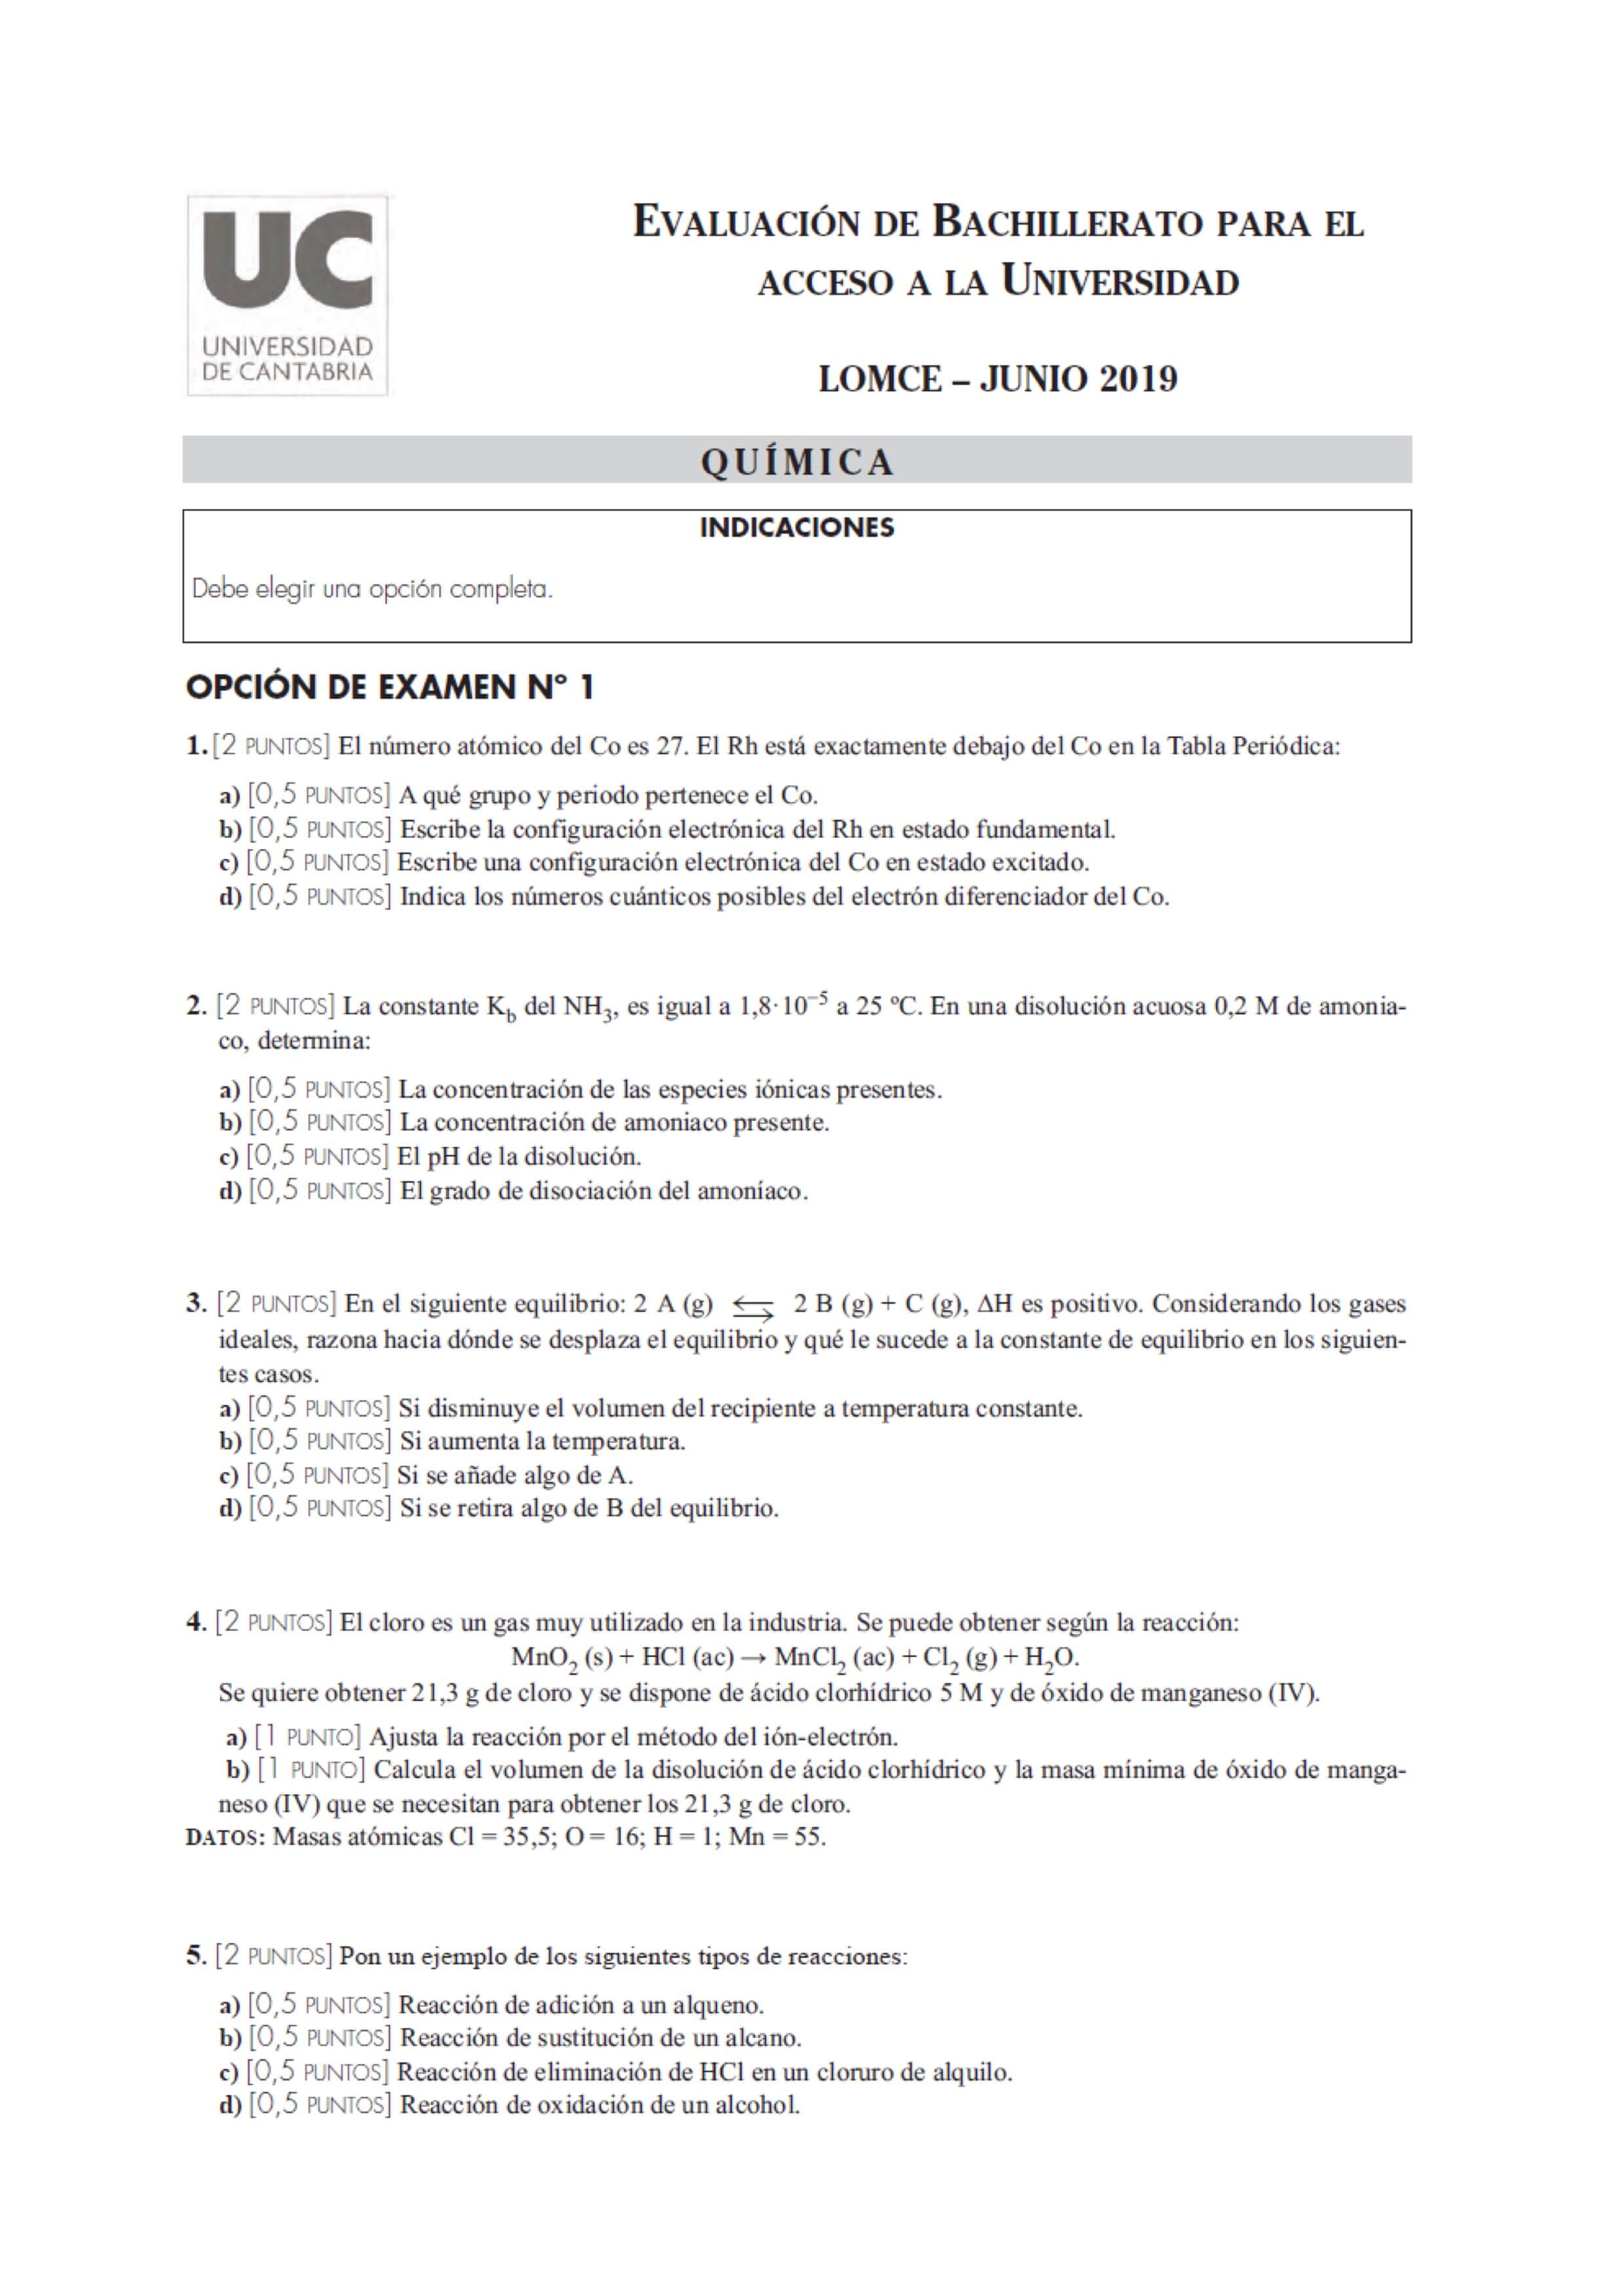 UC
UNIVERSIDAD
DE CANTABRIA
EVALUACIÓN DE BACHILLERATO PARA EL
ACCESO A LA UNIVERSIDAD
LOMCE – JUNIO 2019
QUÍMICA
INDICACIONES
Debe elegir una opción completa.
OPCIÓN DE EXAMEN Nº 1
1. [2 PUNTOS] El número atómico del Co es 27. El Rh está exactamente debajo del Co en la Tabla Periódica:
a) [0,5 PUNTOS] A qué grupo y periodo pertenece el Co.
b) [0,5 PUNTOS] Escribe la configuración electrónica del Rh en estado fundamental.
c) [0,5 PUNTOS] Escribe una configuración electrónica del Co en estado excitado.
d) [0,5 PUNTOS] Indica los números cuánticos posibles del electrón diferenciador del Co.
2. [2 PUNTOS] La constante K_b del NH₃, es igual a 1,8·10⁻⁵ a 25 ºC. En una disolución acuosa 0,2 M de amonia-
co, determina:
a) [0,5 PUNTOS] La concentración de las especies iónicas presentes.
b) [0,5 PUNTOS] La concentración de amoniaco presente.
c) [0,5 PUNTOS] El pH de la disolución.
d) [0,5 PUNTOS] El grado de disociación del amoníaco.
3. [2 PUNTOS] En el siguiente equilibrio: 2 A (g) ⇆ 2 B (g) + C (g), ΔH es positivo. Considerando los gases
ideales, razona hacia dónde se desplaza el equilibrio y qué le sucede a la constante de equilibrio en los siguien-
tes casos.
a) [0,5 PUNTOS] Si disminuye el volumen del recipiente a temperatura constante.
b) [0,5 PUNTOS] Si aumenta la temperatura.
c) [0,5 PUNTOS] Si se añade algo de A.
d) [0,5 PUNTOS] Si se retira algo de B del equilibrio.
4. [2 PUNTOS] El cloro es un gas muy utilizado en la industria. Se puede obtener según la reacción:
MnO₂ (s) + HCl (ac) → MnCl₂ (ac) + Cl₂ (g) + H₂O.
Se quiere obtener 21,3 g de cloro y se dispone de ácido clorhídrico 5 M y de óxido de manganeso (IV).
a) [1 PUNTO] Ajusta la reacción por el método del ión-electrón.
b) [1 PUNTO] Calcula el volumen de la disolución de ácido clorhídrico y la masa mínima de óxido de manga-
neso (IV) que se necesitan para obtener los 21,3 g de cloro.
DATOS: Masas atómicas Cl = 35,5; O = 16; H = 1; Mn = 55.
5. [2 PUNTOS] Pon un ejemplo de los siguientes tipos de reacciones:
a) [0,5 PUNTOS] Reacción de adición a un alqueno.
b) [0,5 PUNTOS] Reacción de sustitución de un alcano.
c) [0,5 PUNTOS] Reacción de eliminación de HCl en un cloruro de alquilo.
d) [0,5 PUNTOS] Reacción de oxidación de un alcohol.